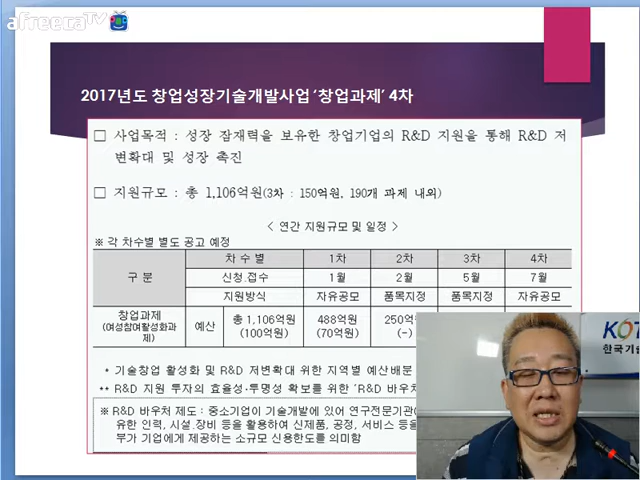 afreecaTV
2017년도 창업성장기술개발사업 '창업과제' 4차
□ 사업목적 : 성장 잠재력을 보유한 창업기업의 R&D 지원을 통해 R&D 저
변확대 및 성장 촉진
□ 지원규모 : 총 1,106억원(3차 : 150억원, 190개 과제 내외)
< 연간 지원규모 및 일정 >
※ 각 차수별 별도 공고 예정
구 분 차 수 별 1차 2차 3차 4차
신청.접수 1월 2월 5월 7월
지원방식 자유공모 품목지정 품목지정 자유공모
창업과제 (여성참여활성화과제) 예산 총 1,106억원 (100억원) 488억원 (70억원) 250억 (-)
* 기술창업 활성화 및 R&D 저변확대 위한 지역별 예산배분
** R&D 지원 투자의 효율성·투명성 확보를 위한 'R&D 바우처
※ R&D 바우처 제도 : 중소기업이 기술개발에 있어 연구전문기관
유한 인력, 시설.장비 등을 활용하여 신제품, 공정, 서비스 등을
부가 기업에게 제공하는 소규모 신용한도를 의미함
한국기술